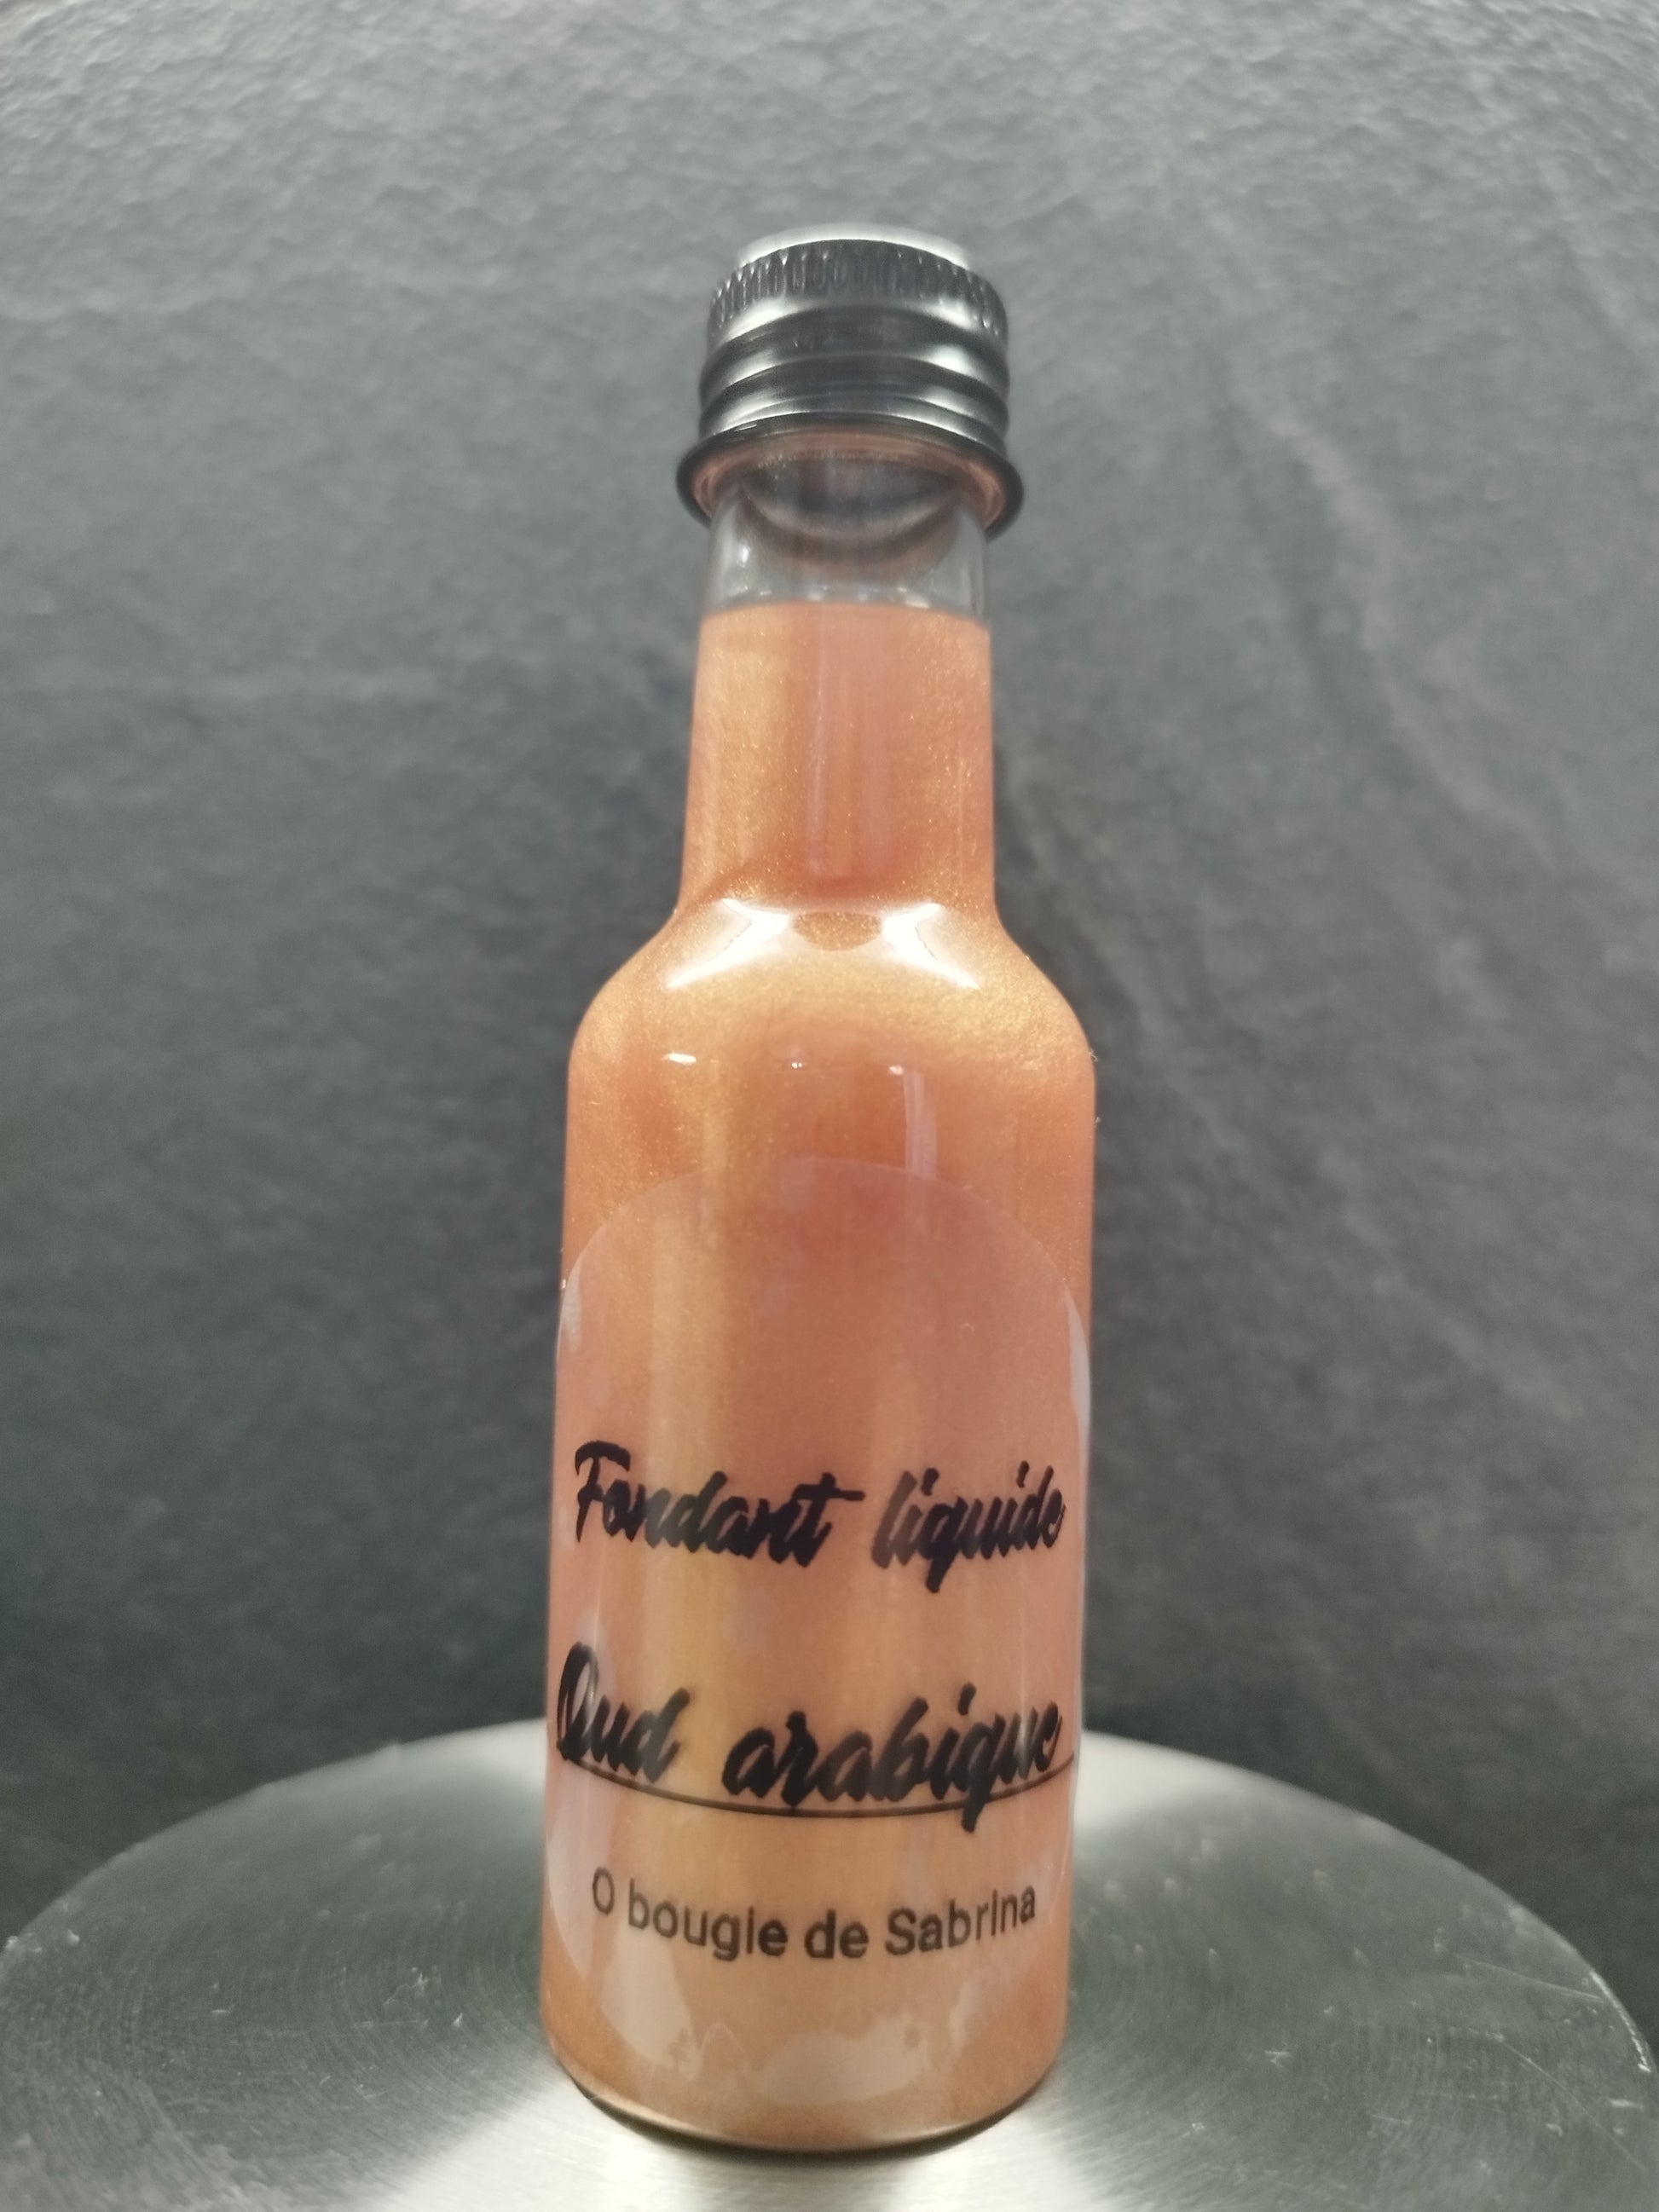 Fondant liquide
Oud arabique
O bougie de Sabrina